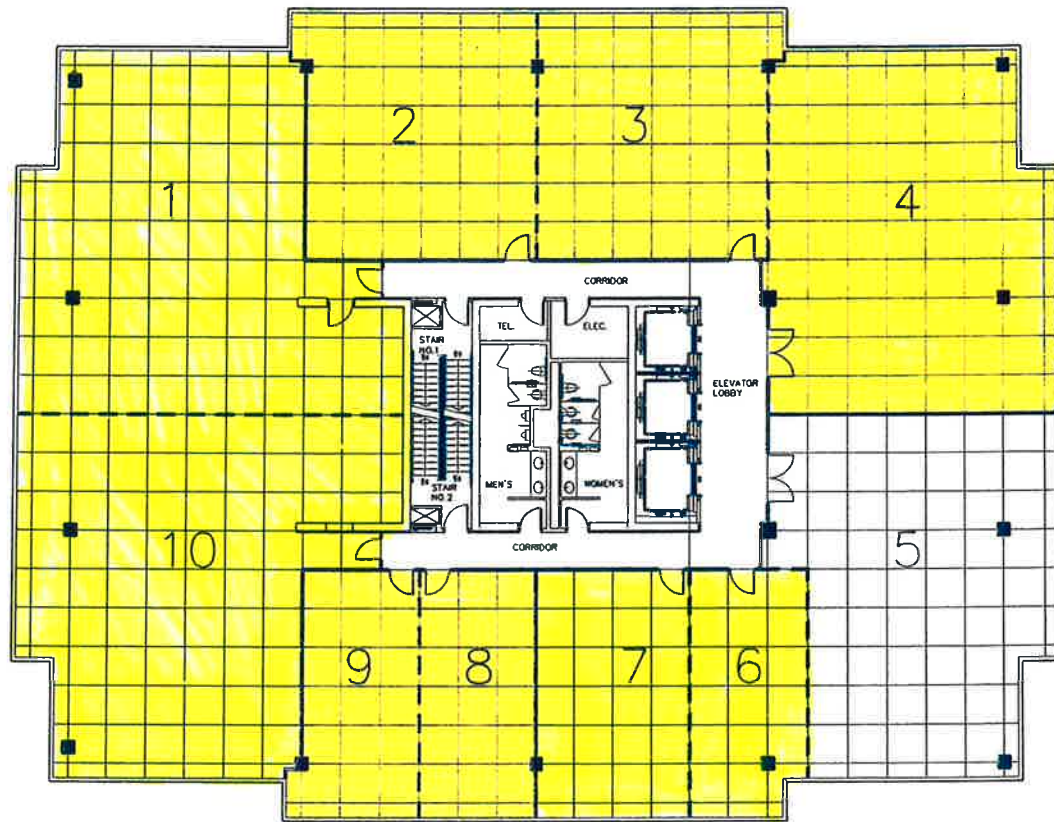 2
3
1
4
CORRIDOR
TEL.
ELEC.
STAIR
NO.1
ELEVATOR
LOBBY
MEN'S
WOMEN'S
STAIR
NO.2
10
CORRIDOR
5
9
8
7
6